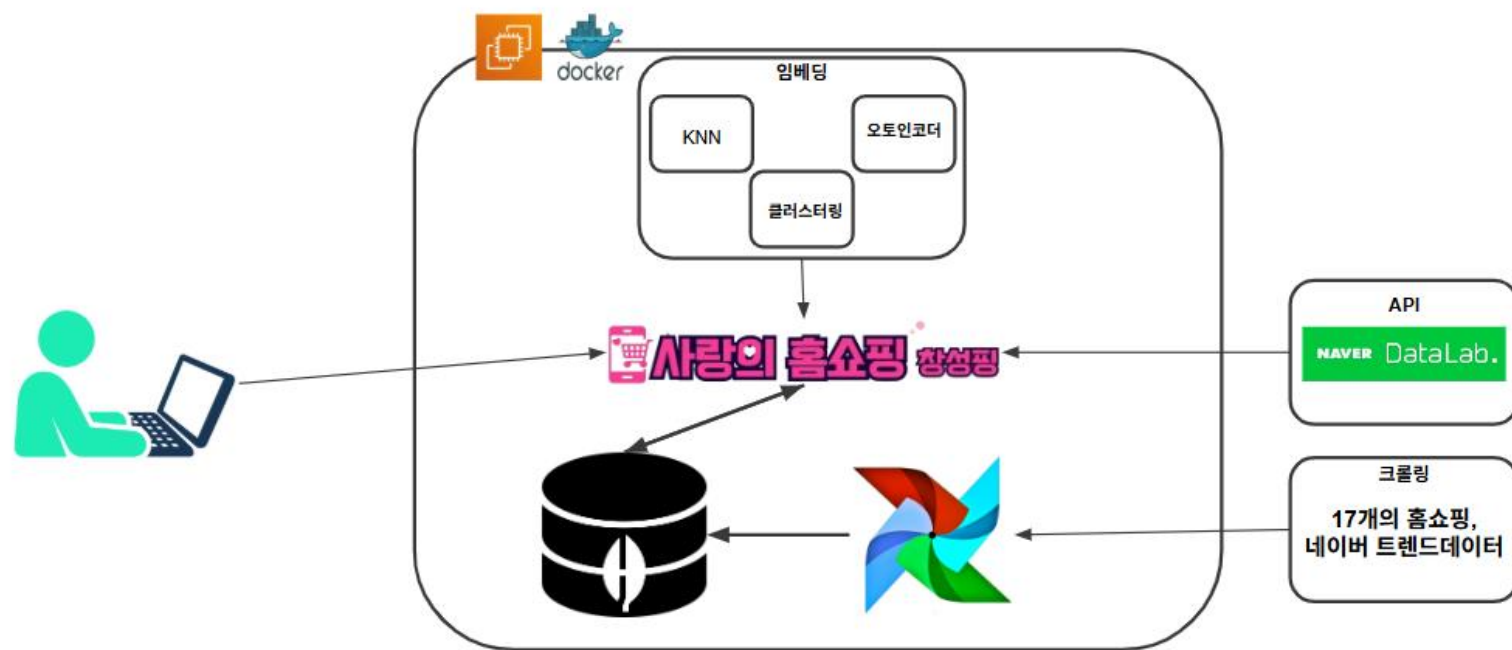 docker
임베딩
KNN
오토인코더
클러스터링
사랑의 홈쇼핑 창성핑
API
NAVER DataLab.
크롤링
17개의 홈쇼핑,
네이버 트렌드데이터